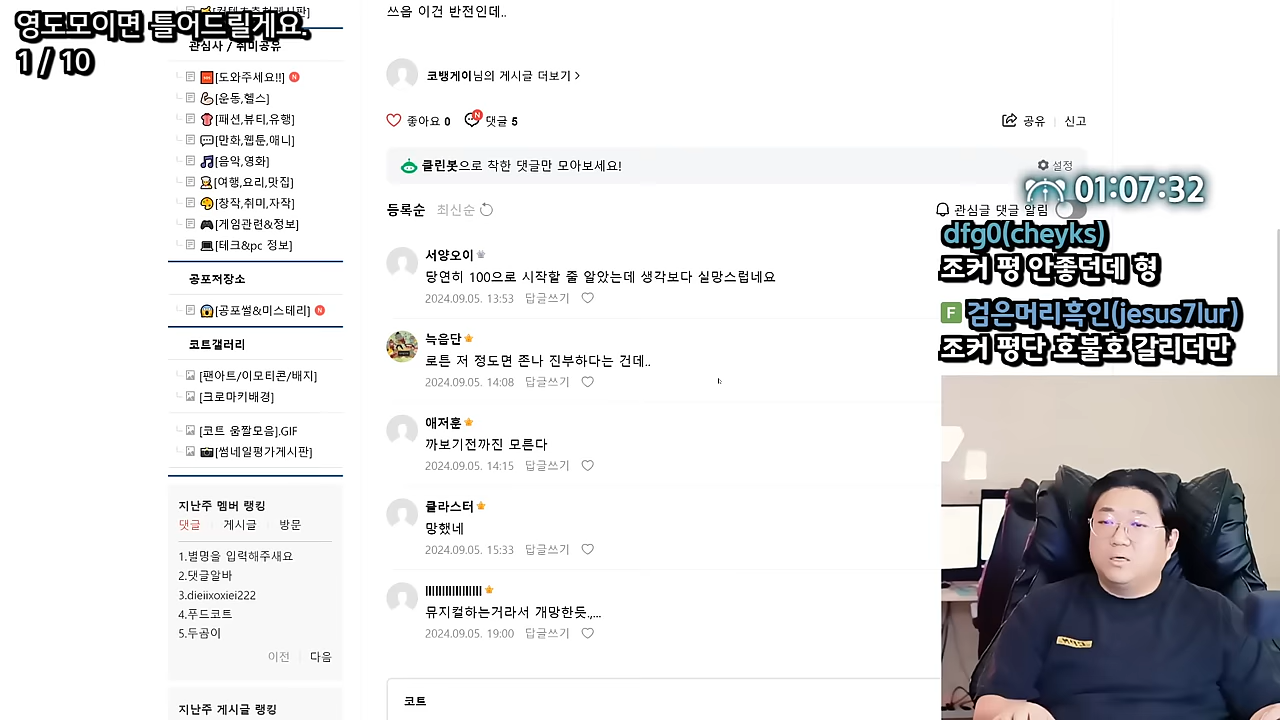 영도모이면 틀어드릴게요.
1 / 10
관심사 / 취미공유
[도와주세요!!] N
[운동,헬스]
[패션,뷰티,유행]
[만화,웹툰,애니]
[음악,영화]
[여행,요리,맛집]
[창작,취미,자작]
[게임관련&정보]
[테크&pc 정보]
공포저장소
[공포썰&미스테리] N
코트갤러리
[팬아트/이모티콘/배지]
[크로마키배경]
[코트 움짤모음].GIF
[썸네일평가게시판]
지난주 멤버 랭킹
댓글 게시글 방문
1.별명을 입력해주새요
2.댓글알바
3.dieiixoxiei222
4.푸드코트
5.두곰이
이전 다음
지난주 게시글 랭킹
쓰읍 이건 반전인데..
코뱅게이님의 게시글 더보기 >
좋아요 0 N 댓글 5
공유 신고
클린봇으로 착한 댓글만 모아보세요!
설정
등록순 최신순
관심글 댓글 알림
서양오이
당연히 100으로 시작할 줄 알았는데 생각보다 실망스럽네요
2024.09.05. 13:53 답글쓰기
늑음단
로튼 저 정도면 존나 진부하다는 건데..
2024.09.05. 14:08 답글쓰기
애저훈
까보기전까진 모른다
2024.09.05. 14:15 답글쓰기
클라스터
망했네
2024.09.05. 15:33 답글쓰기
뮤지컬하는거라서 개망한듯.,...
2024.09.05. 19:00 답글쓰기
코트
01:07:32
dfg0(cheyks)
조커 평 안좋던데 형
F 검은머리흑인(jesus7lur)
조커 평단 호불호 갈리더만